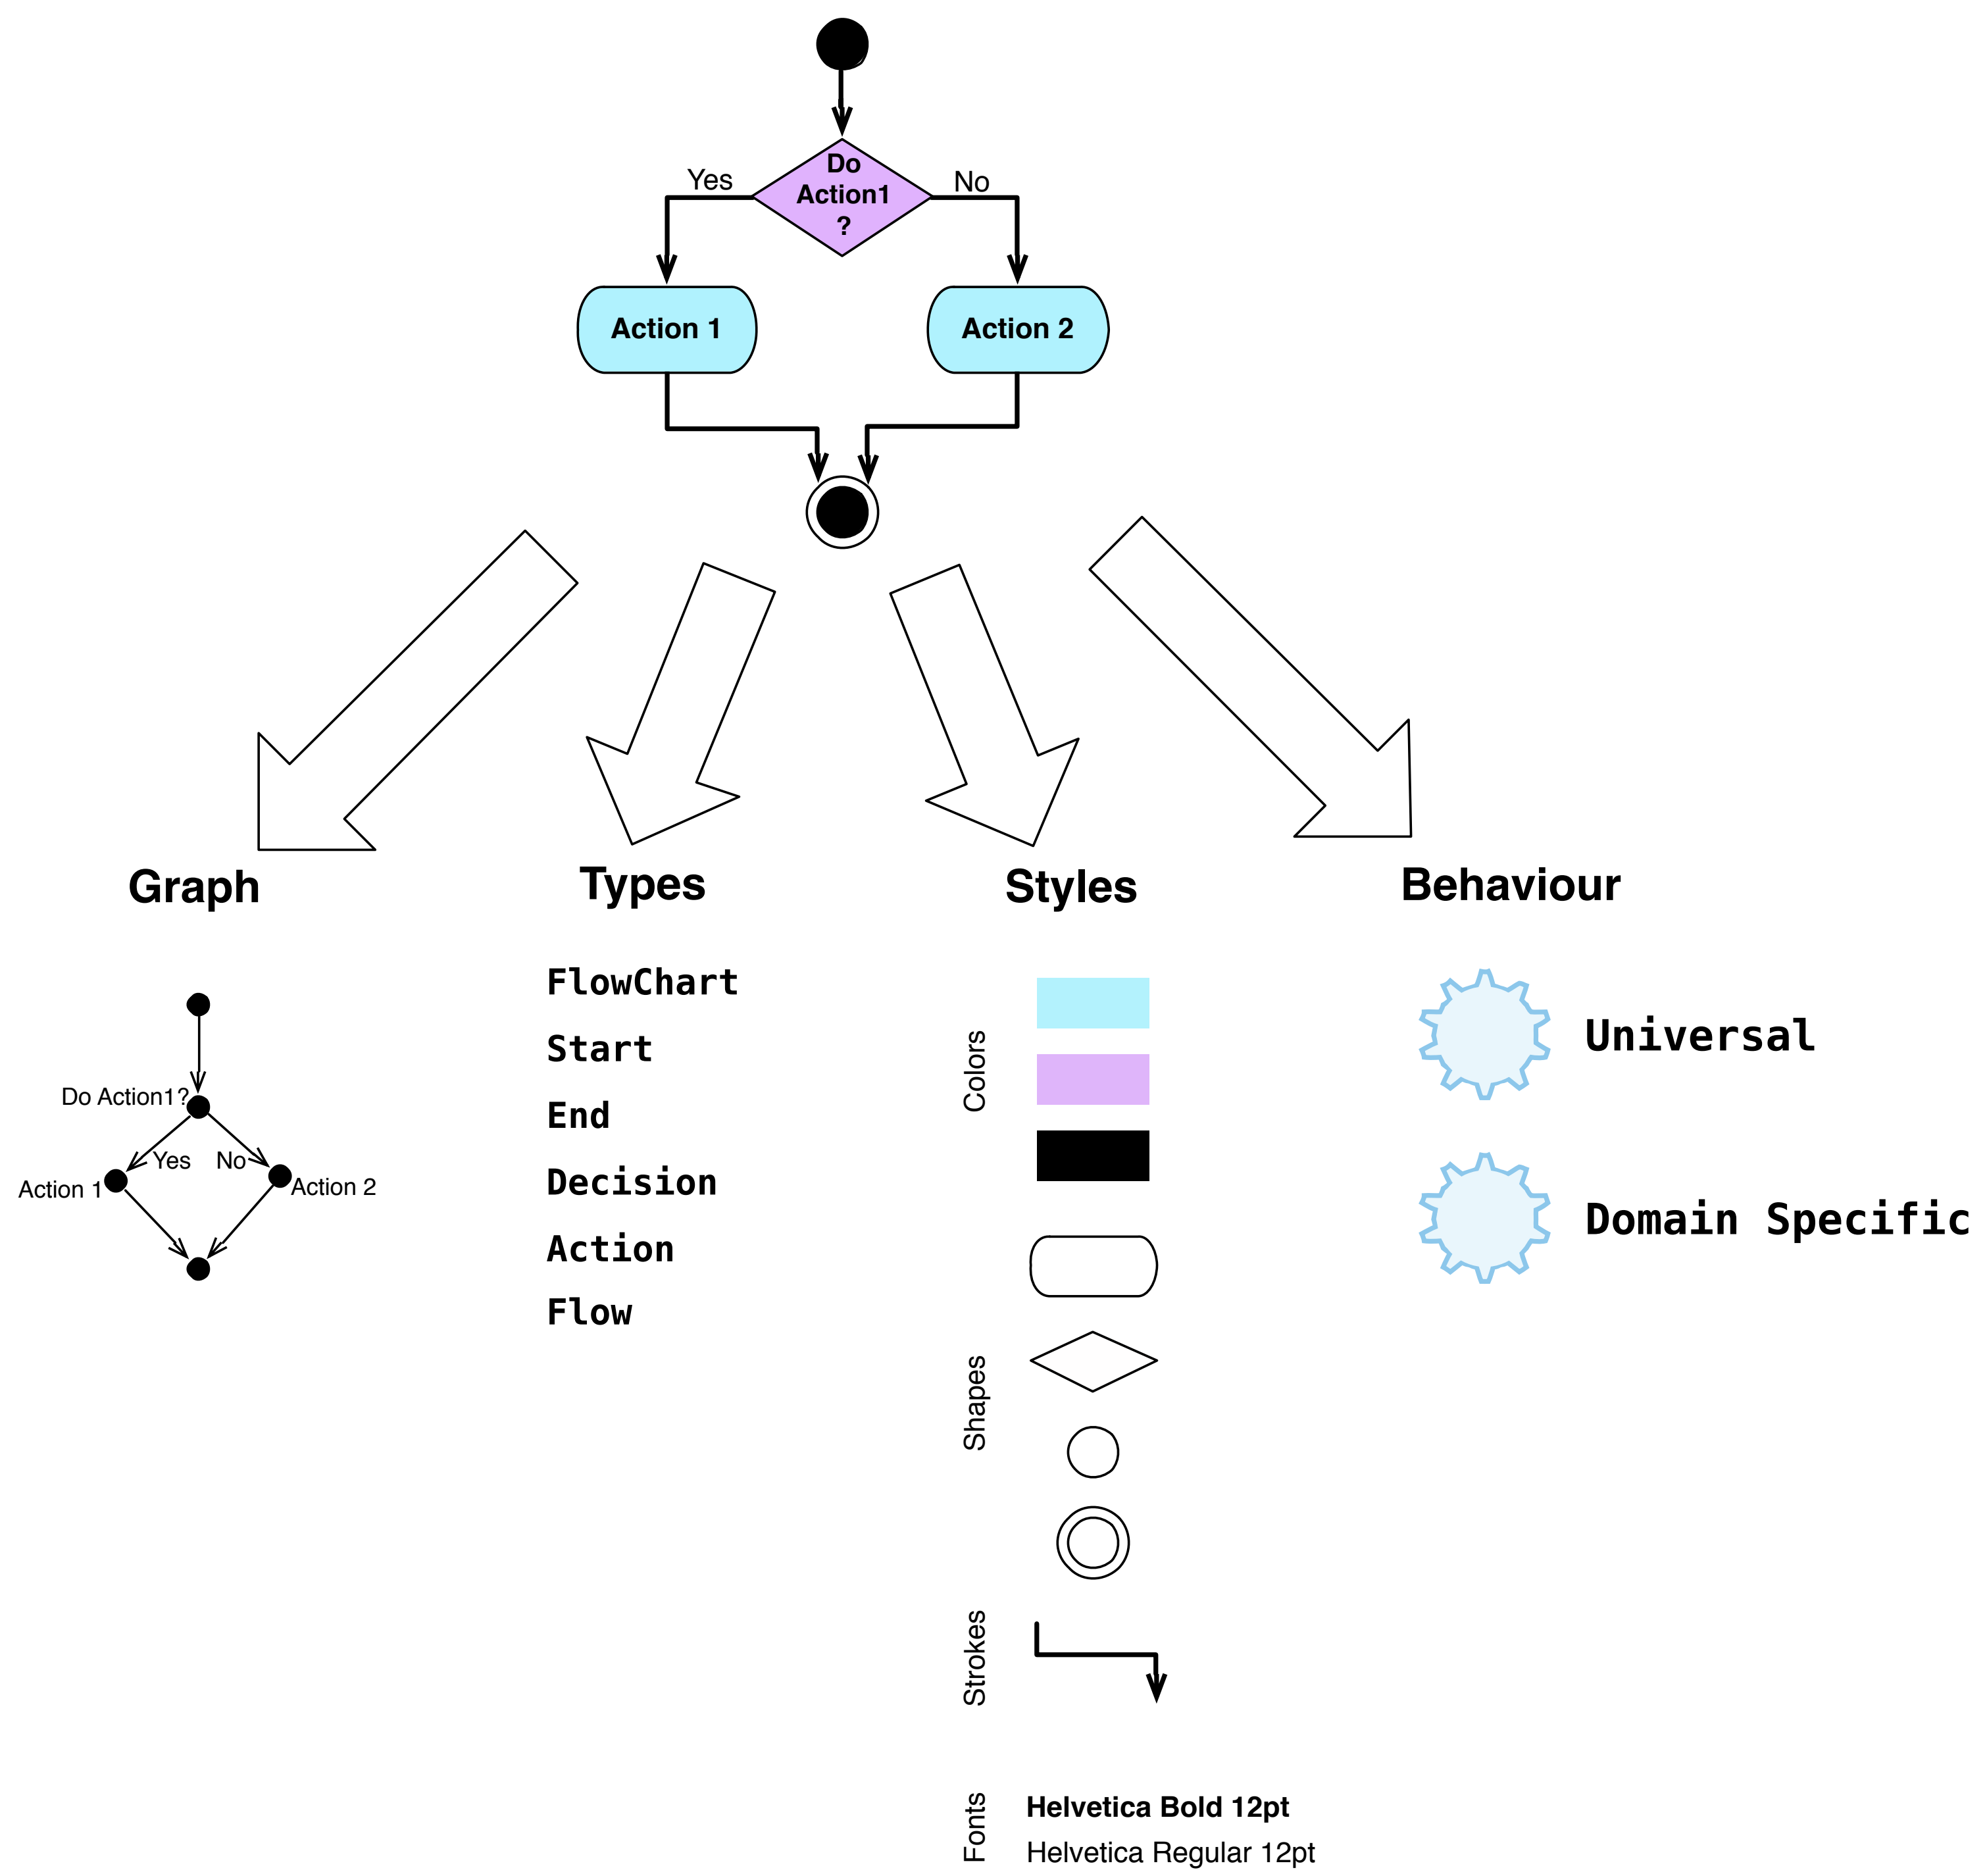 Do
Action1
?
Yes
No
Action 1
Action 2
Graph
Types
Styles
Behaviour
Do Action1?
Yes
No
Action 1
Action 2
FlowChart
Start
End
Decision
Action
Flow
Colors
Shapes
Strokes
Fonts
Helvetica Bold 12pt
Helvetica Regular 12pt
Universal
Domain Specific